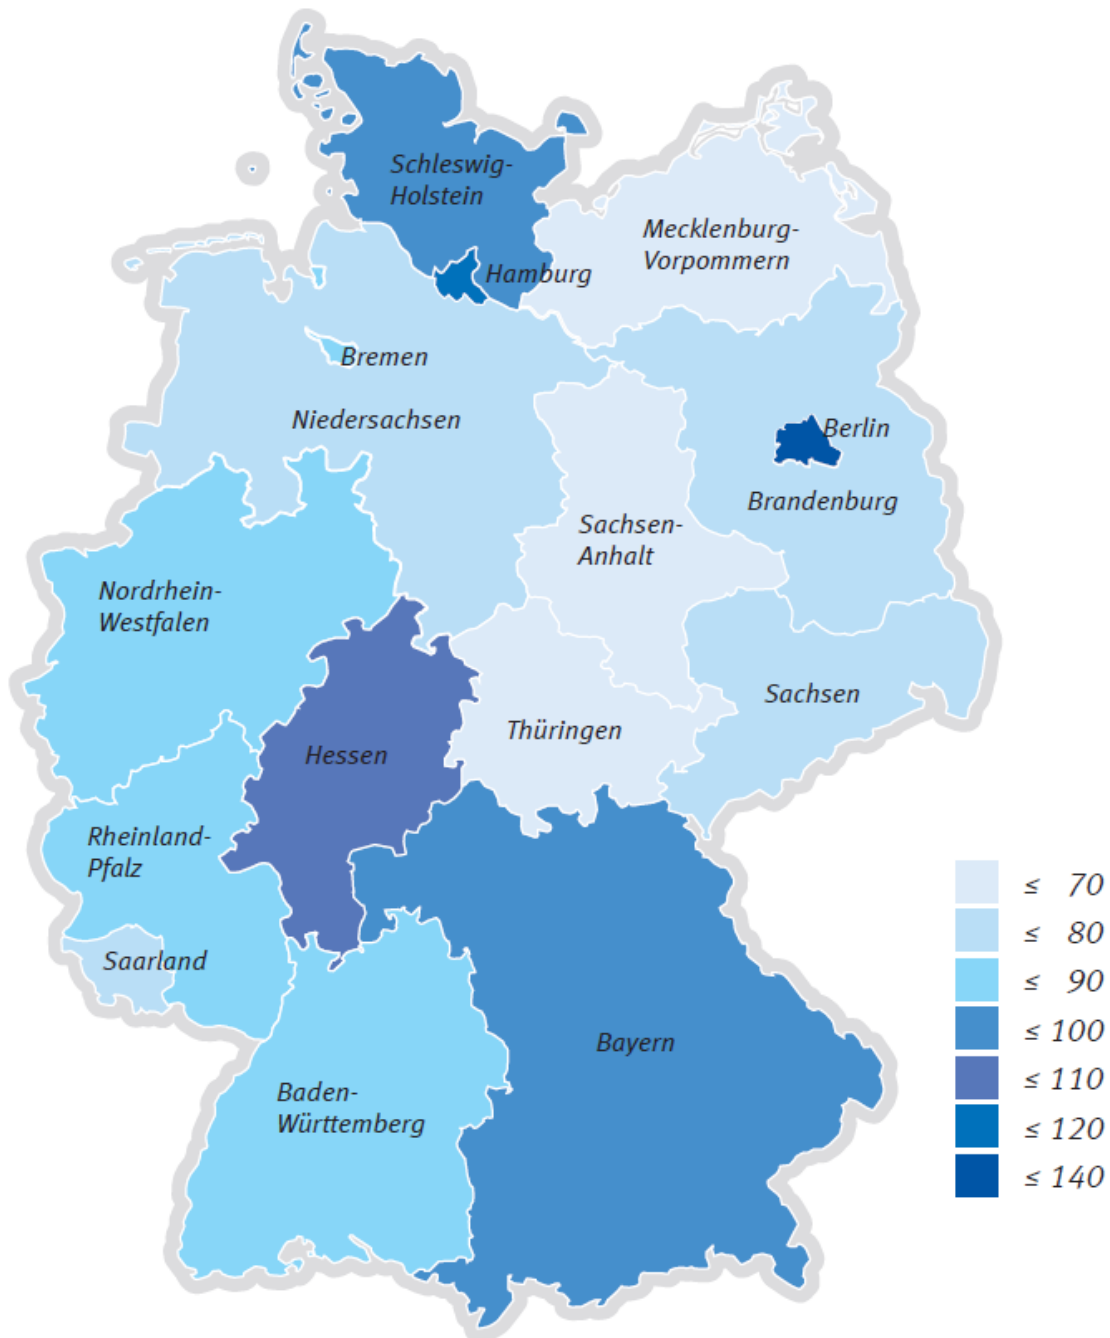 Schleswig-
Holstein
Mecklenburg-
Vorpommern
Hamburg
Bremen
Niedersachsen
Berlin
Brandenburg
Sachsen-
Anhalt
Nordrhein-
Westfalen
Sachsen
Thüringen
Hessen
Rheinland-
Pfalz
Saarland
Bayern
Baden-
Württemberg
≤ 70
≤ 80
≤ 90
≤ 100
≤ 110
≤ 120
≤ 140